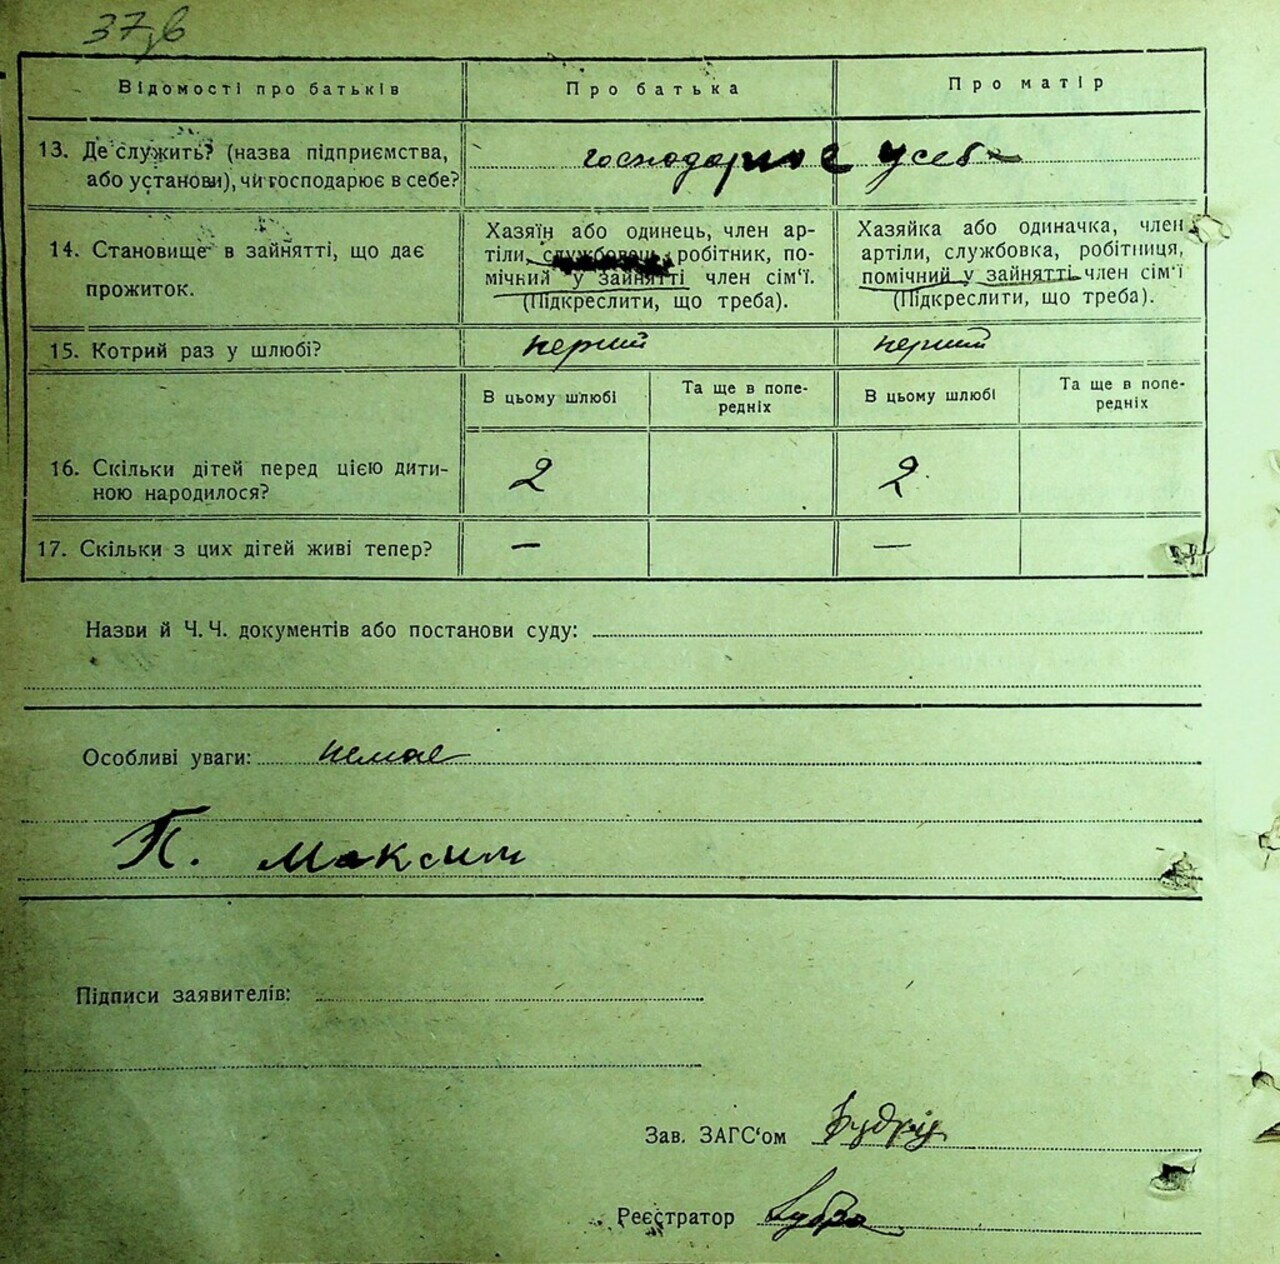 Відомості про батьків Про батька Про матір
13. Де служить? (назва підприємства, або установи), чи господарює в себе?
господарює у себе
14. Становище в зайнятті, що дає прожиток.
Хазяїн або одинець, член ар-
тілі, службовець, робітник, по-
мічний у зайнятті член сім'ї.
(Підкреслити, що треба).
Хазяйка або одиначка, член
артілі, службовка, робітниця,
помічний у зайнятті член сім'ї
(Підкреслити, що треба).
15. Котрий раз у шлюбі? перший перший
В цьому шлюбі Та ще в попе-
редніх В цьому шлюбі Та ще в попе-
редніх
16. Скільки дітей перед цією дити-
ною народилося? 2 2
17. Скільки з цих дітей живі тепер? — —
Назви й Ч. Ч. документів або постанови суду:
Особливі уваги: немає
П. Максим
Підписи заявителів:
Зав. ЗАГС'ом
Реєстратор